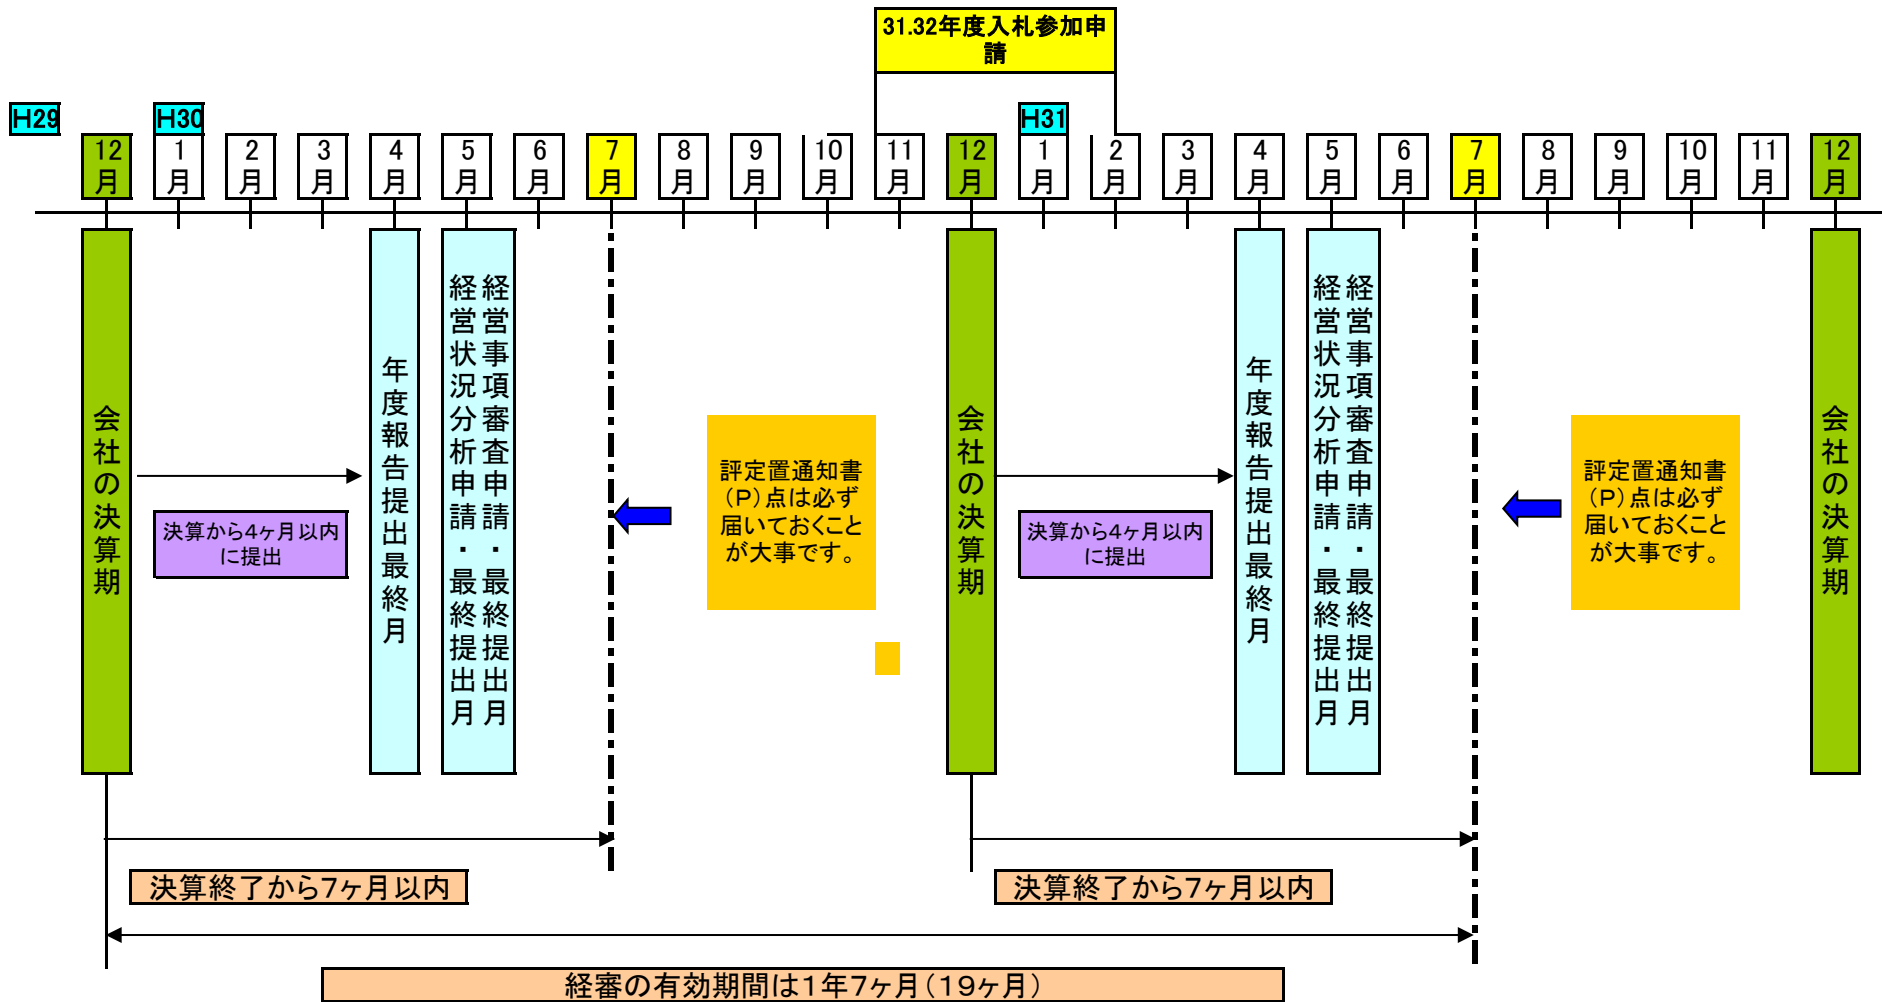 31.32年度入札参加申
請
H29
H30
H31
12
月
1
月
2
月
3
月
4
月
5
月
6
月
7
月
8
月
9
月
10
月
11
月
12
月
1
月
2
月
3
月
4
月
5
月
6
月
7
月
8
月
9
月
10
月
11
月
12
月
会社の決算期
決算から4ヶ月以内
に提出
年度報告提出最終月
経営事項審査申請・最終提出月
経営状況分析申請・最終提出月
評定置通知書
(P)点は必ず
届いておくこと
が大事です。
会社の決算期
決算から4ヶ月以内
に提出
年度報告提出最終月
経営事項審査申請・最終提出月
経営状況分析申請・最終提出月
評定置通知書
(P)点は必ず
届いておくこと
が大事です。
会社の決算期
決算終了から7ヶ月以内
決算終了から7ヶ月以内
経審の有効期間は1年7ヶ月(19ヶ月)